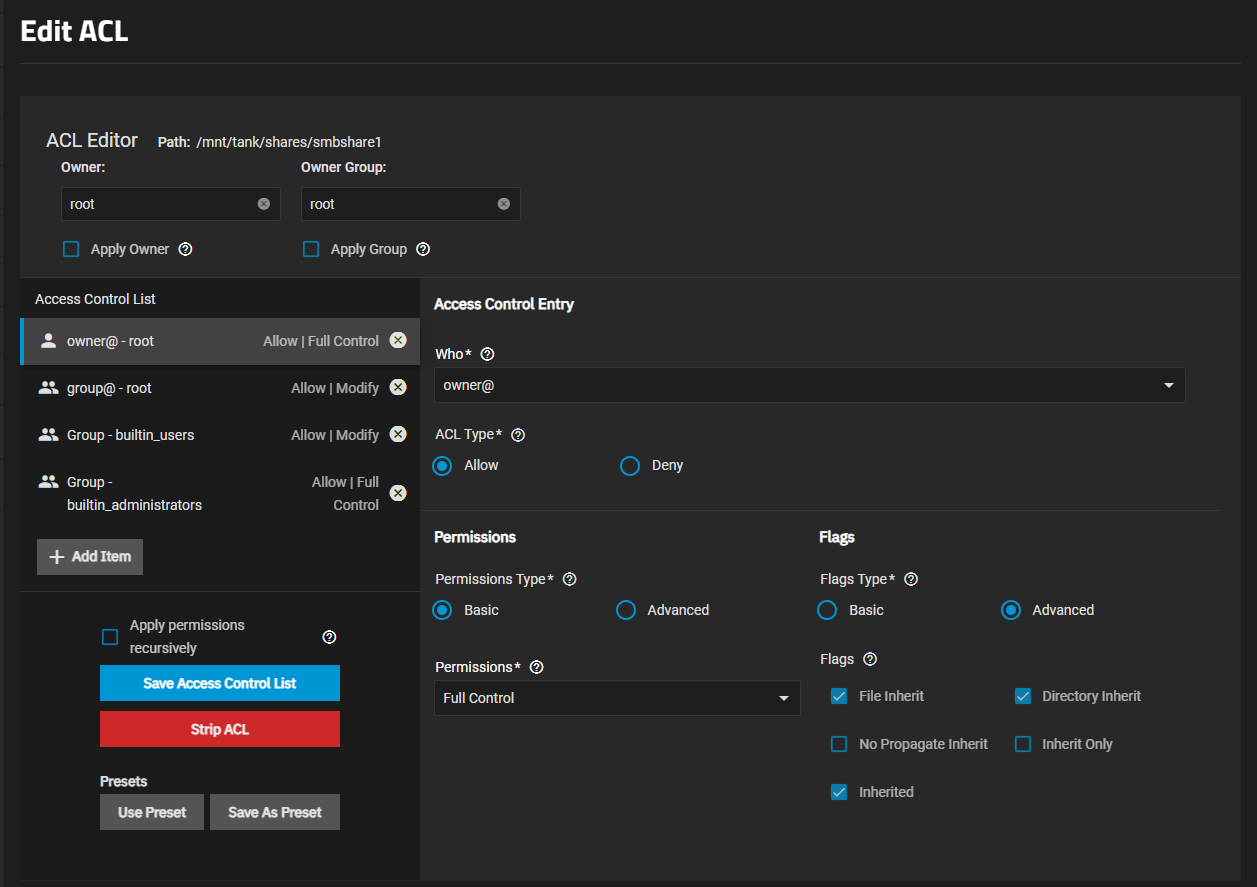 Edit ACL
ACL Editor Path: /mnt/tank/shares/smbshare1
Owner: Owner Group:
root root
Apply Owner Apply Group
Access Control List
owner@ - root Allow | Full Control
group@ - root Allow | Modify
Group - builtin_users Allow | Modify
Group - Allow | Full
builtin_administrators Control
+ Add Item
Apply permissions
recursively
Save Access Control List
Strip ACL
Presets
Use Preset Save As Preset
Access Control Entry
Who*
owner@
ACL Type*
Allow Deny
Permissions
Permissions Type*
Basic Advanced
Permissions*
Full Control
Flags
Flags Type*
Basic Advanced
Flags
File Inherit Directory Inherit
No Propagate Inherit Inherit Only
Inherited